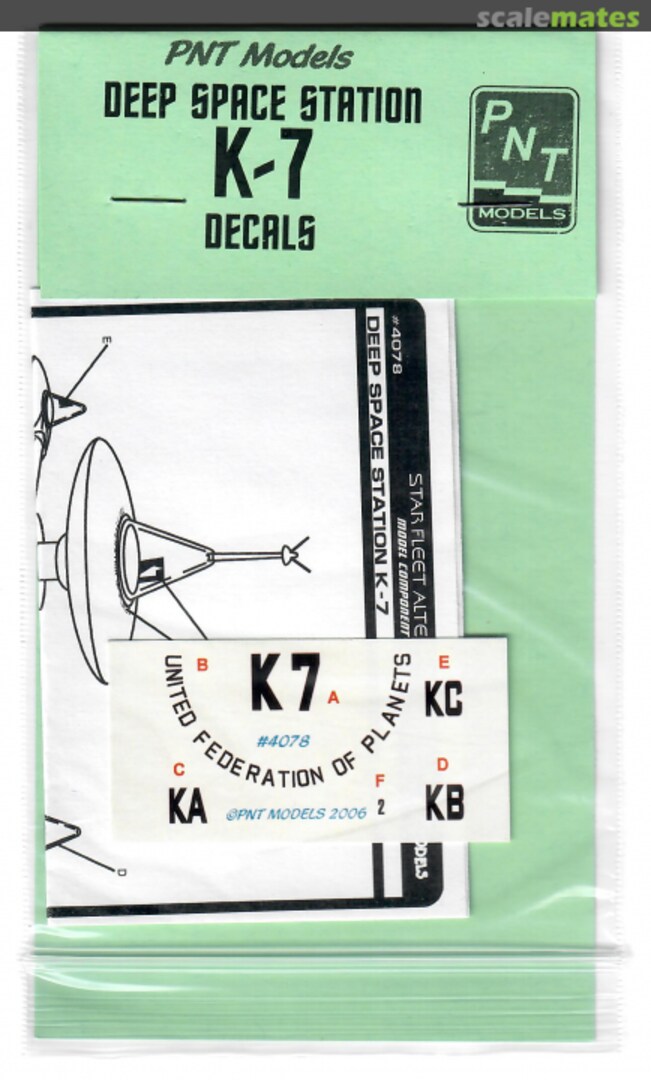 scalemates
PNT Models
DEEP SPACE STATION
K-7
DECALS
PNT
MODELS
#4078
DEEP SPACE STATION K-7
STAR FLEET ALTE
MODEL COMPONENT
E
K7
B
K7
A
E
KC
UNITED FEDERATION OF PLANETS
#4078
C
KA
©PNT MODELS 2006
F
2
D
KB
D